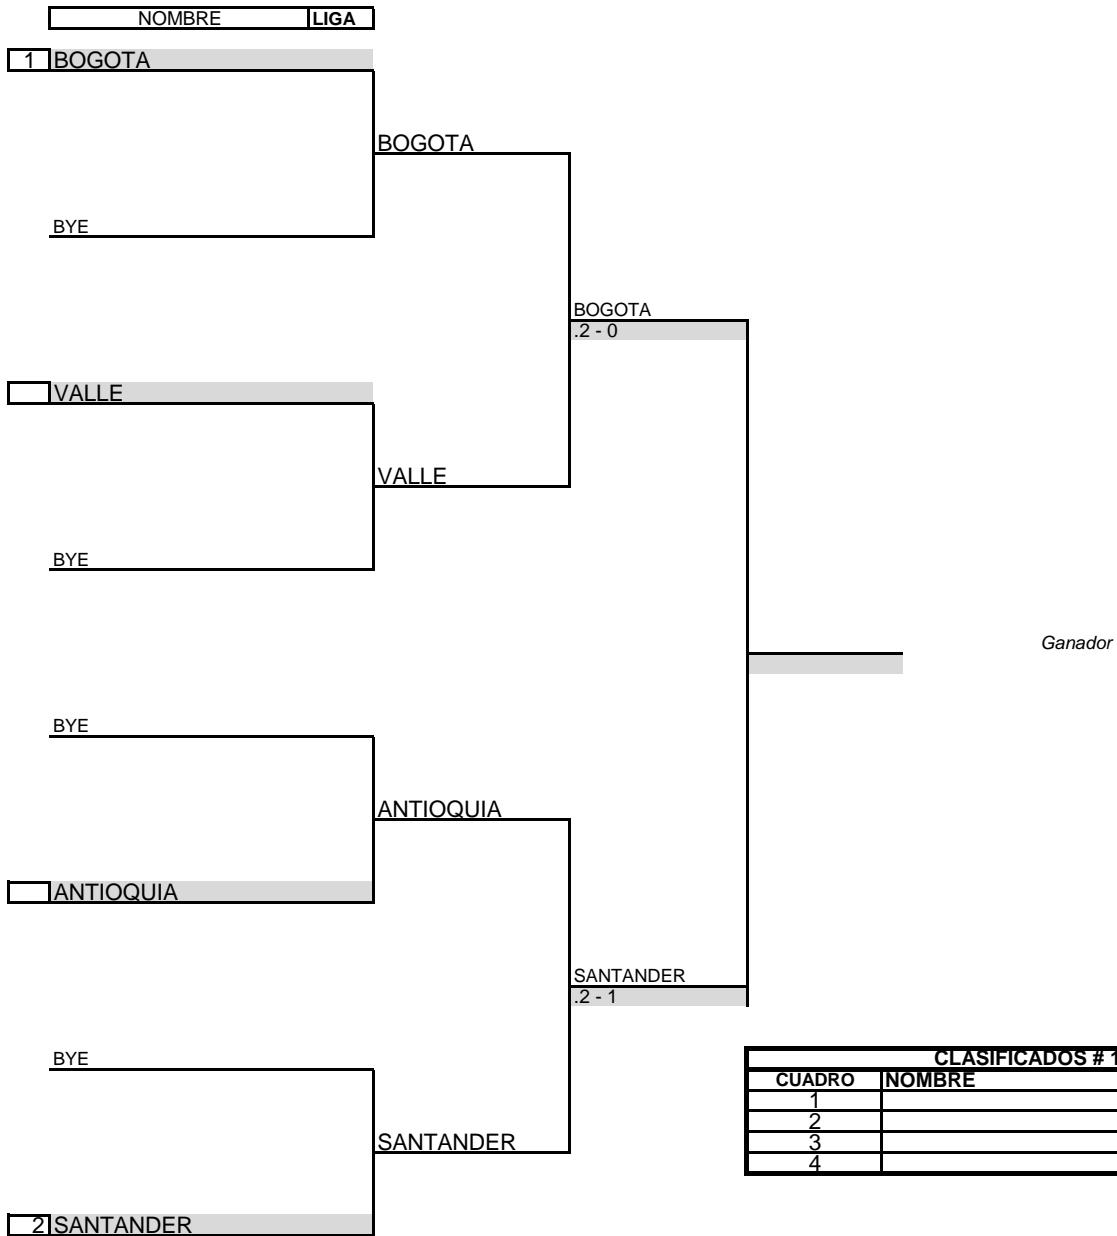 NOMBRE LIGA
1 BOGOTA
BOGOTA
BYE
BOGOTA
.2 - 0
VALLE
VALLE
BYE
Ganador
BYE
ANTIOQUIA
ANTIOQUIA
SANTANDER
.2 - 1
BYE
CLASIFICADOS # 1
CUADRO NOMBRE
1
2
3
4
SANTANDER
2 SANTANDER